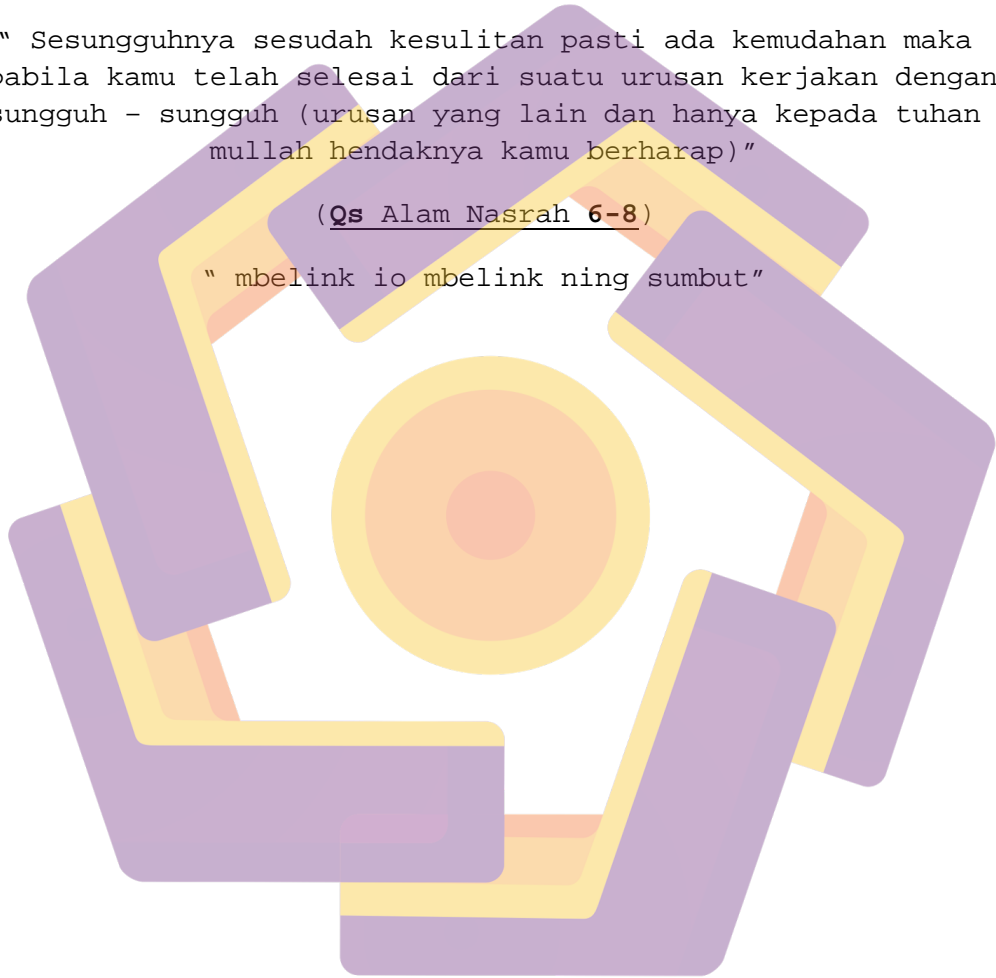 “ Sesungguhnya sesudah kesulitan pasti ada kemudahan maka
pabila kamu telah selesai dari suatu urusan kerjakan dengan
sungguh – sungguh (urusan yang lain dan hanya kepada tuhan
mullah hendaknya kamu berharap)”
(Qs Alam Nasrah 6-8)
“ mbelink io mbelink ning sumbut”